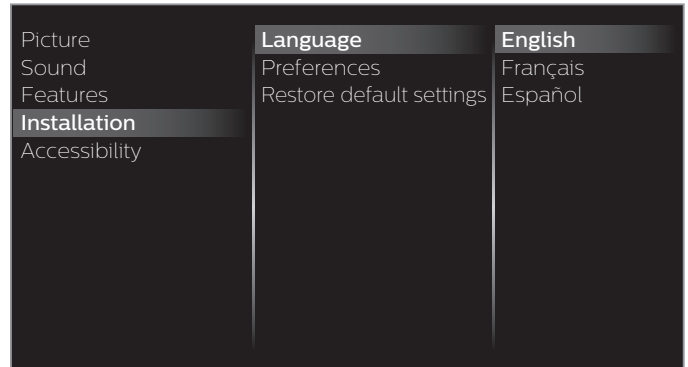 Picture
Sound
Features
Installation
Accessibility
Language
Preferences
Restore default settings
English
Français
Español